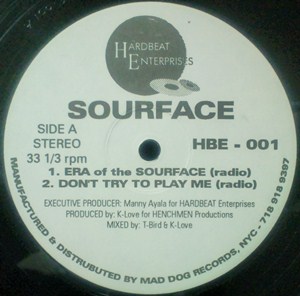 HARDBEAT
ENTERPRISES
SOURFACE
SIDE A
STEREO
33 1/3 rpm
HBE - 001
1. ERA of the SOURFACE (radio)
2. DON'T TRY TO PLAY ME (radio)
EXECUTIVE PRODUCER: Manny Ayala for HARDBEAT Enterprises
PRODUCED by: K-Love for HENCHMEN Productions
MIXED by: T-Bird & K-Love
MANUFACTURED & DISTRUBUTED BY MAD DOG RECORDS, NYC - 718 918 9397